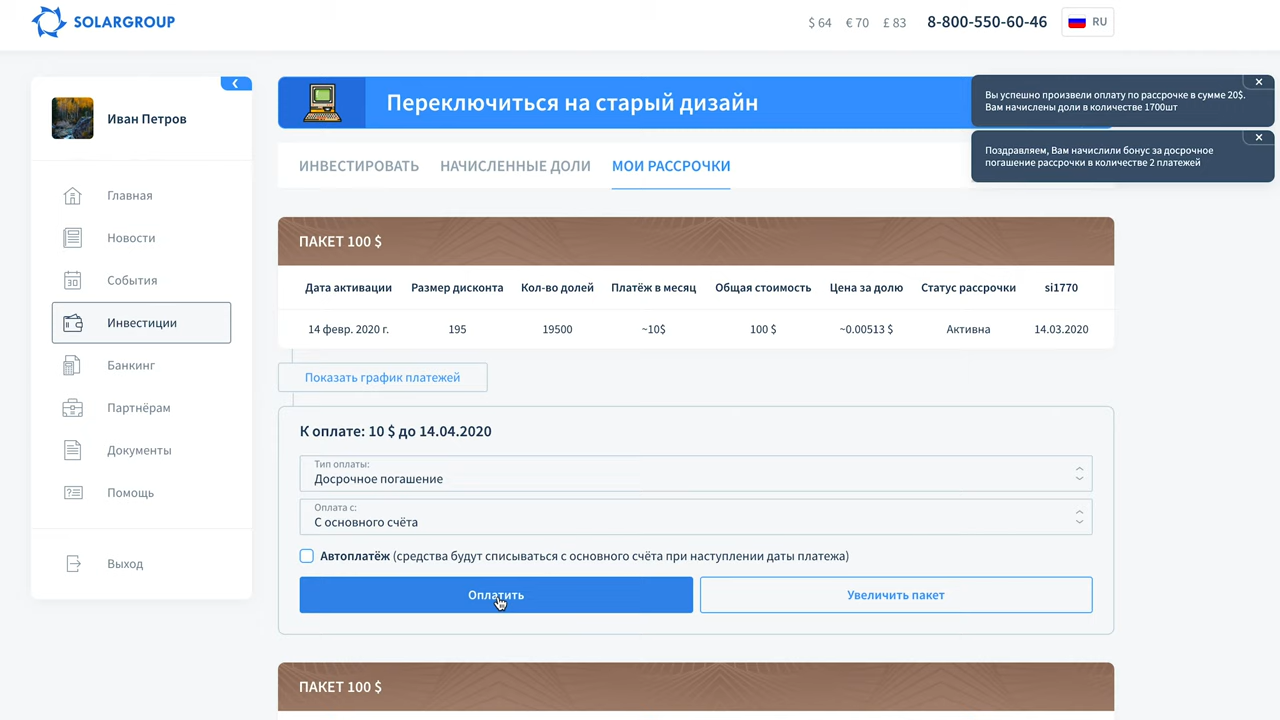 SOLARGROUP
$ 64 € 70 £ 83 8-800-550-60-46 RU
Иван Петров
Главная
Новости
События
Инвестиции
Банкинг
Партнёрам
Документы
Помощь
Выход
Переключиться на старый дизайн
Вы успешно произвели оплату по рассрочке в сумме 20$.
Вам начислены доли в количестве 1700шт
Поздравляем, Вам начислили бонус за досрочное
погашение рассрочки в количестве 2 платежей
ИНВЕСТИРОВАТЬ НАЧИСЛЕННЫЕ ДОЛИ МОИ РАССРОЧКИ
ПАКЕТ 100 $
Дата активации Размер дисконта Кол-во долей Платёж в месяц Общая стоимость Цена за долю Статус рассрочки si1770
14 февр. 2020 г. 195 19500 ~10$ 100 $ ~0.00513 $ Активна 14.03.2020
Показать график платежей
К оплате: 10 $ до 14.04.2020
Тип оплаты:
Досрочное погашение
Оплата с:
С основного счёта
Автоплатёж (средства будут списываться с основного счёта при наступлении даты платежа)
Оплатить Увеличить пакет
ПАКЕТ 100 $